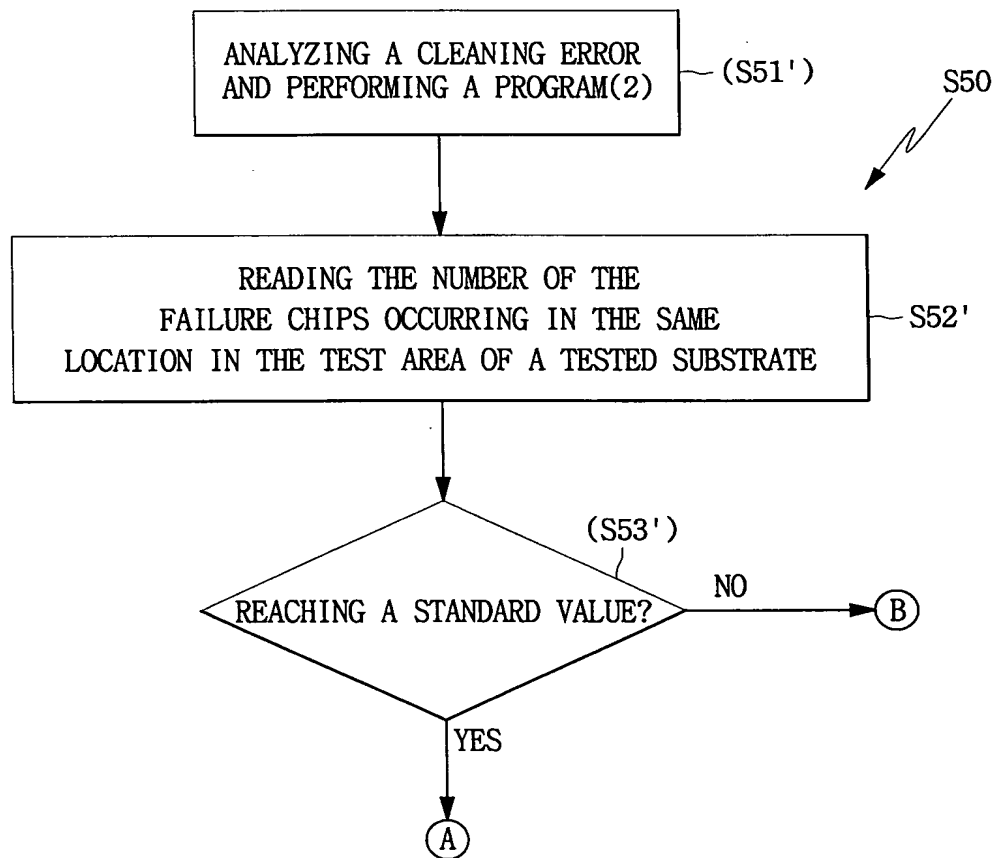 ANALYZING A CLEANING ERROR
AND PERFORMING A PROGRAM(2)
(S51')
S50
READING THE NUMBER OF THE
FAILURE CHIPS OCCURRING IN THE SAME
LOCATION IN THE TEST AREA OF A TESTED SUBSTRATE
S52'
(S53')
REACHING A STANDARD VALUE?
NO
B
YES
A